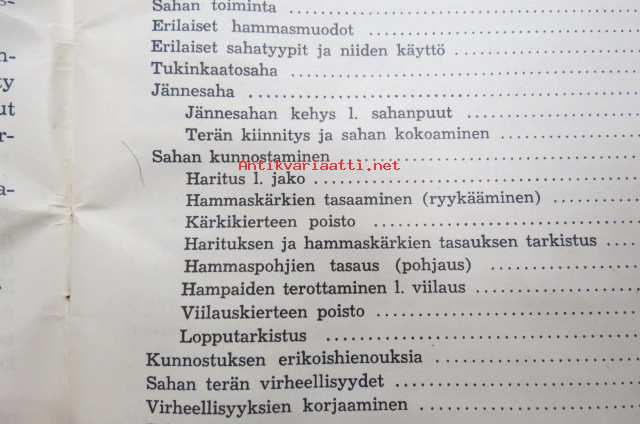 Sahan toiminta
Erilaiset hammasmuodot
Erilaiset sahatyypit ja niiden käyttö
Tukinkaatosaha
Jännesaha
Jännesahan kehys l. sahanpuut
Terän kiinnitys ja sahan kokoaminen
Sahan kunnostaminen
Antikvariaatti.net
Haritus l. jako
Hammaskärkien tasaaminen (ryykääminen)
Kärkikierteen poisto
Harituksen ja hammaskärkien tasauksen tarkistus
Hammaspohjien tasaus (pohjaus)
Hampaiden terottaminen l. viilaus
Viilauskierteen poisto
Lopputarkistus
Kunnostuksen erikoishienouksia
Sahan terän virheellisyydet
Virheellisyyksien korjaaminen